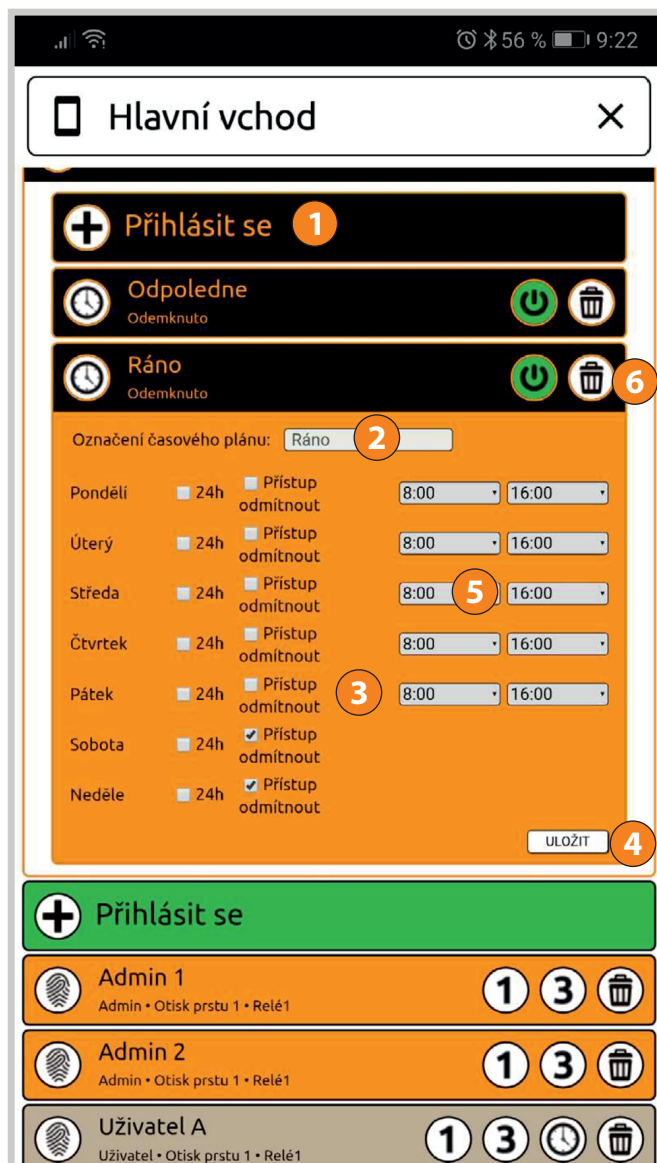 56 % 9:22
Hlavní vchod
Přihlásit se 1
Odpoledne
Odemknuto
Ráno
Odemknuto
6
Označení časového plánu: Ráno 2
Pondělí 24h Přístup odmítnout 8:00 16:00
Úterý 24h Přístup odmítnout 8:00 16:00
Středa 24h Přístup odmítnout 8:00 5 16:00
Čtvrtek 24h Přístup odmítnout 8:00 16:00
Pátek 24h Přístup odmítnout 3 8:00 16:00
Sobota 24h Přístup odmítnout
Neděle 24h Přístup odmítnout
ULOŽIT 4
Přihlásit se
Admin 1
Admin • Otisk prstu 1 • Relé1
1 3
Admin 2
Admin • Otisk prstu 1 • Relé1
1 3
Uživatel A
Uživatel • Otisk prstu 1 • Relé1
1 3